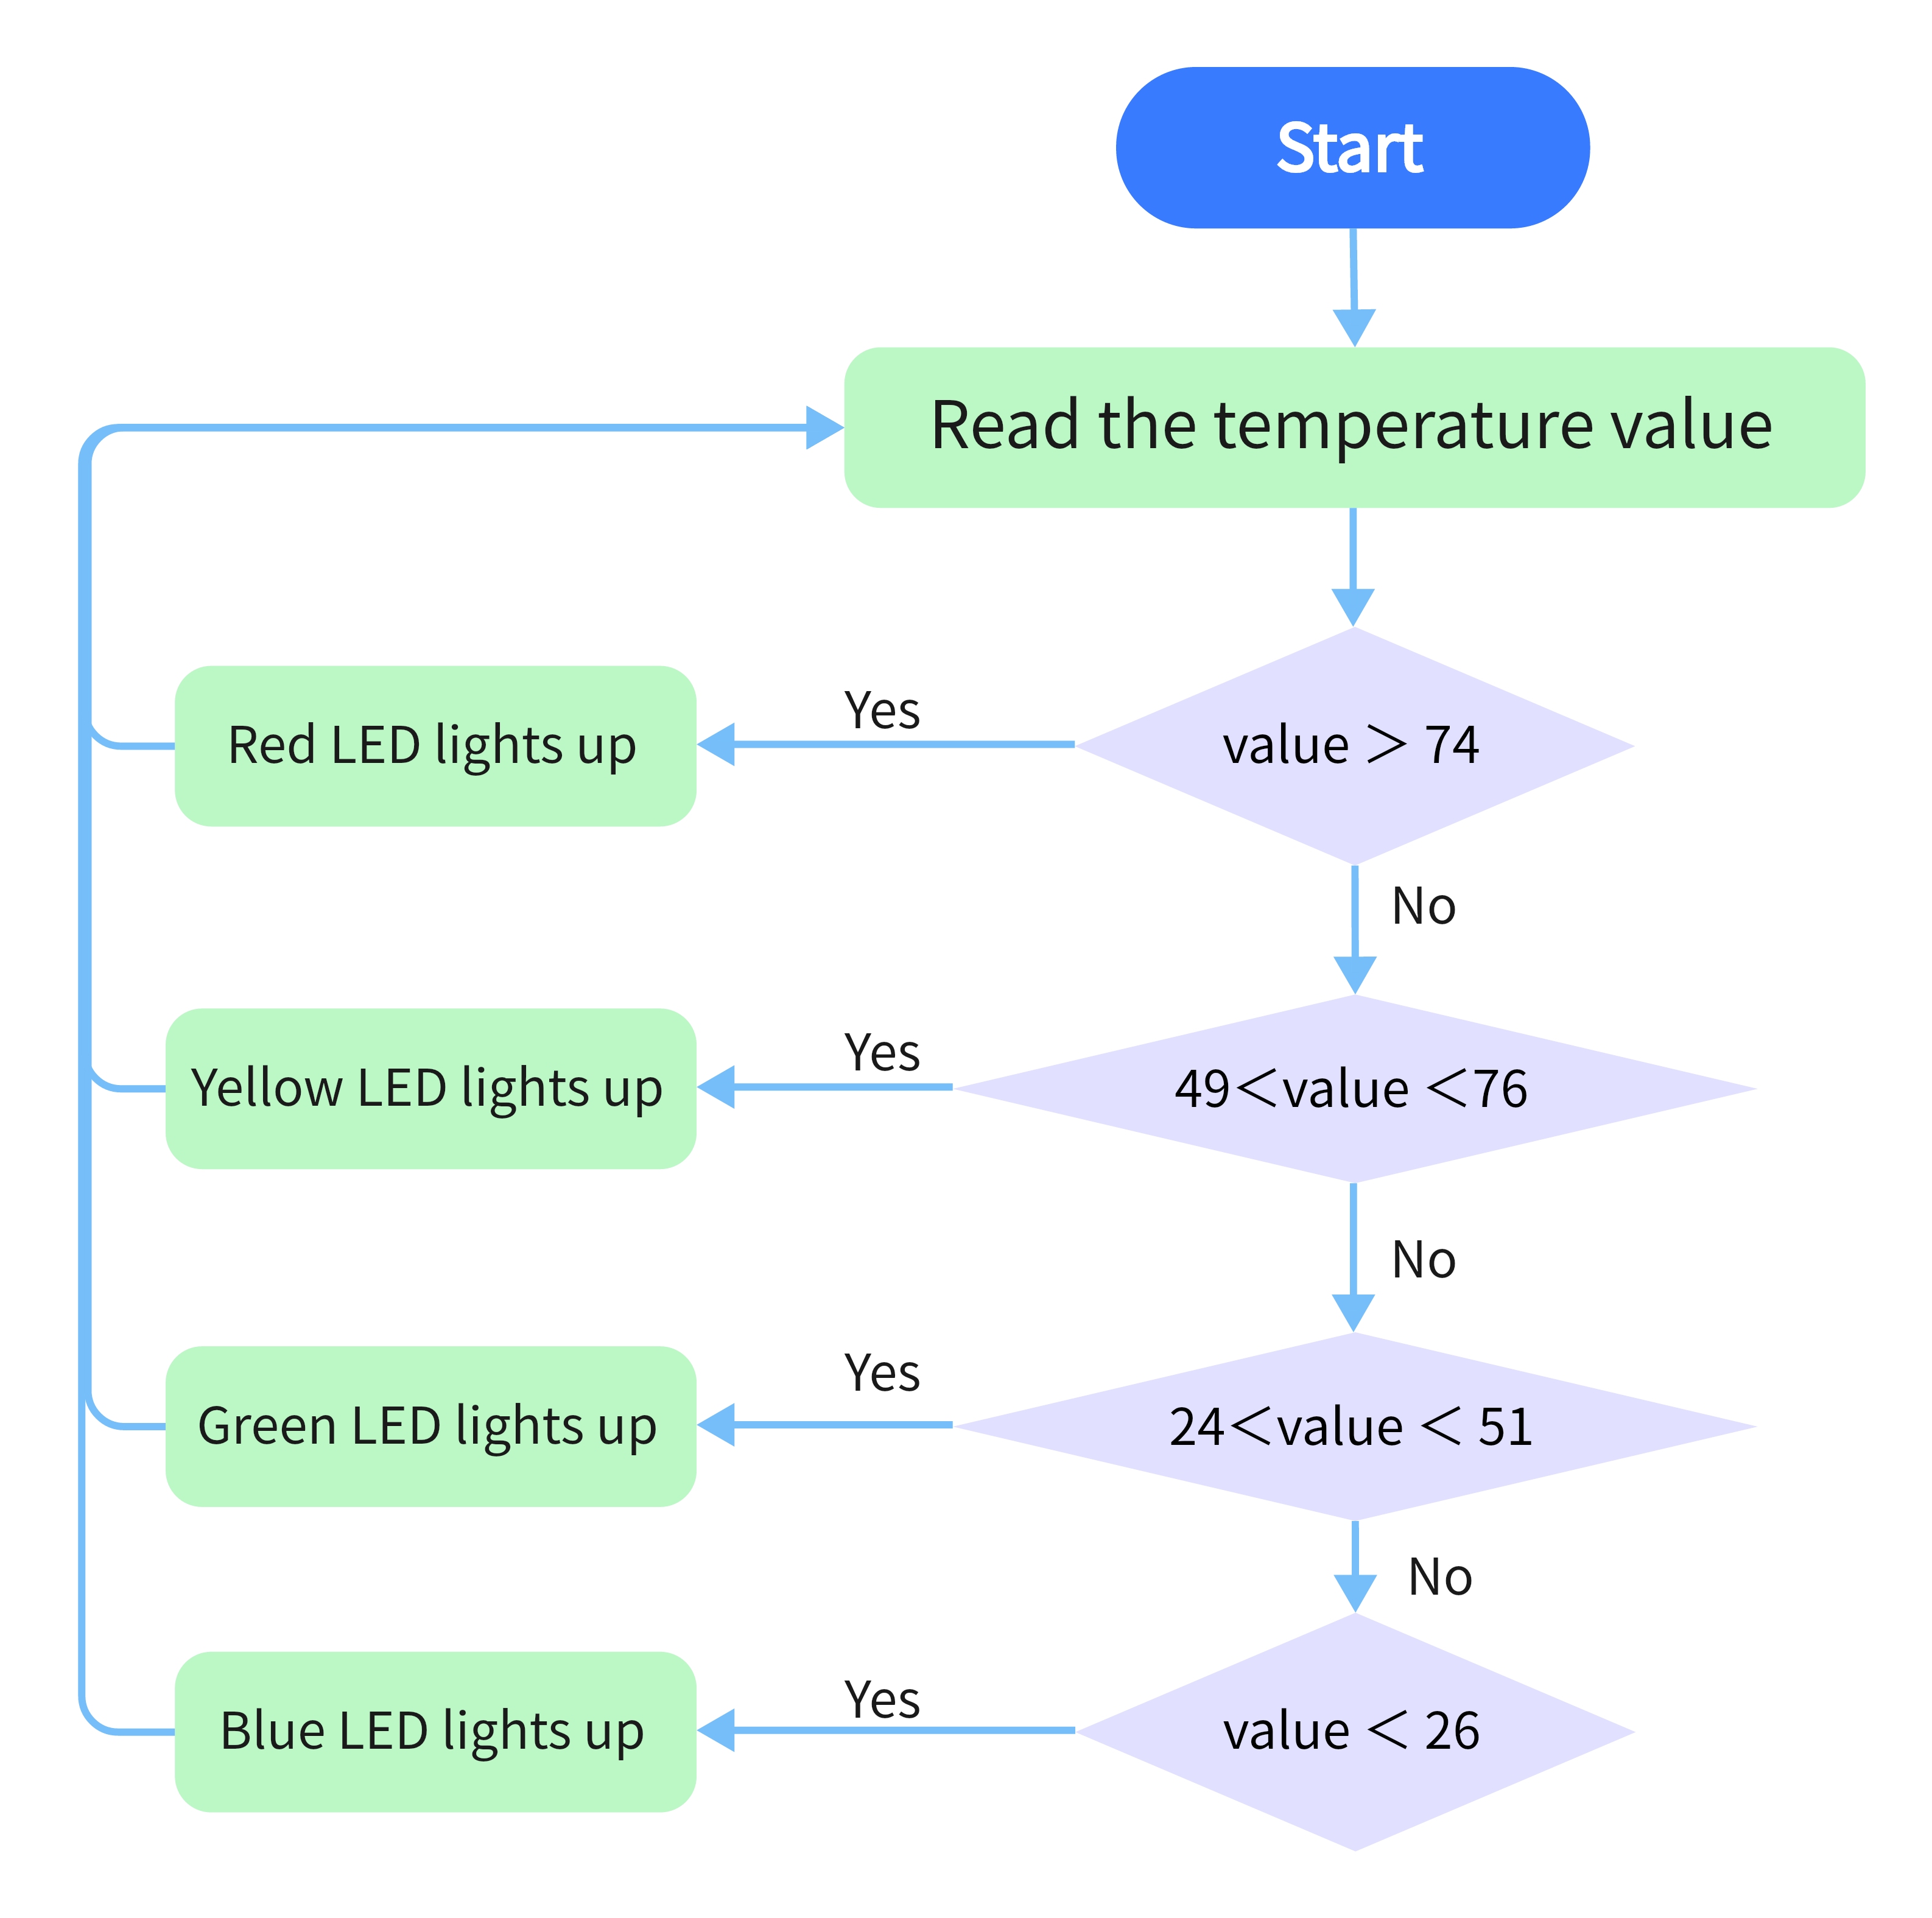 Start
Read the temperature value
Yes
Red LED lights up
value ＞ 74
No
Yes
Yellow LED lights up
49＜value ＜76
No
Yes
Green LED lights up
24＜value ＜ 51
No
Yes
Blue LED lights up
value ＜ 26